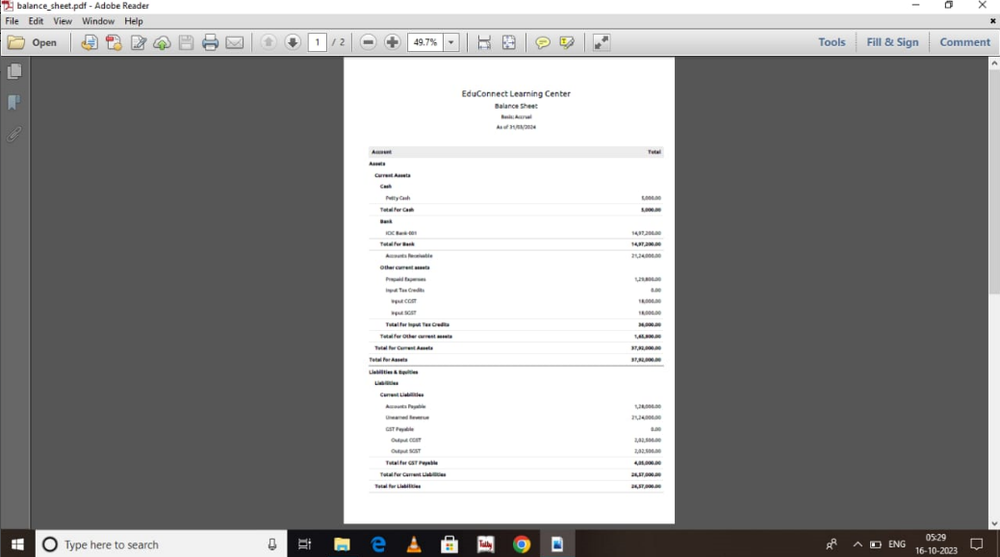 balance_sheet.pdf - Adobe Reader
File Edit View Window Help
Open 1 / 2 49.7% Tools Fill & Sign Comment
EduConnect Learning Center
Balance Sheet
Basis: Accrual
As of 31/03/2024
Account Total
Assets
Current Assets
Cash
Petty Cash 5,000.00
Total for Cash 5,000.00
Bank
ICIC Bank-001 14,97,200.00
Total for Bank 14,97,200.00
Accounts Receivable 21,24,000.00
Other current assets
Prepaid Expenses 1,29,800.00
Input Tax Credits 0.00
Input CGST 18,000.00
Input SGST 18,000.00
Total for Input Tax Credits 36,000.00
Total for Other current assets 1,65,800.00
Total for Current Assets 37,92,000.00
Total for Assets 37,92,000.00
Liabilities & Equities
Liabilities
Current Liabilities
Accounts Payable 1,28,000.00
Unearned Revenue 21,24,000.00
GST Payable 0.00
Output CGST 2,02,500.00
Output SGST 2,02,500.00
Total for GST Payable 4,05,000.00
Total for Current Liabilities 26,57,000.00
Total for Liabilities 26,57,000.00
Type here to search Tally ENG 05:29
16-10-2023